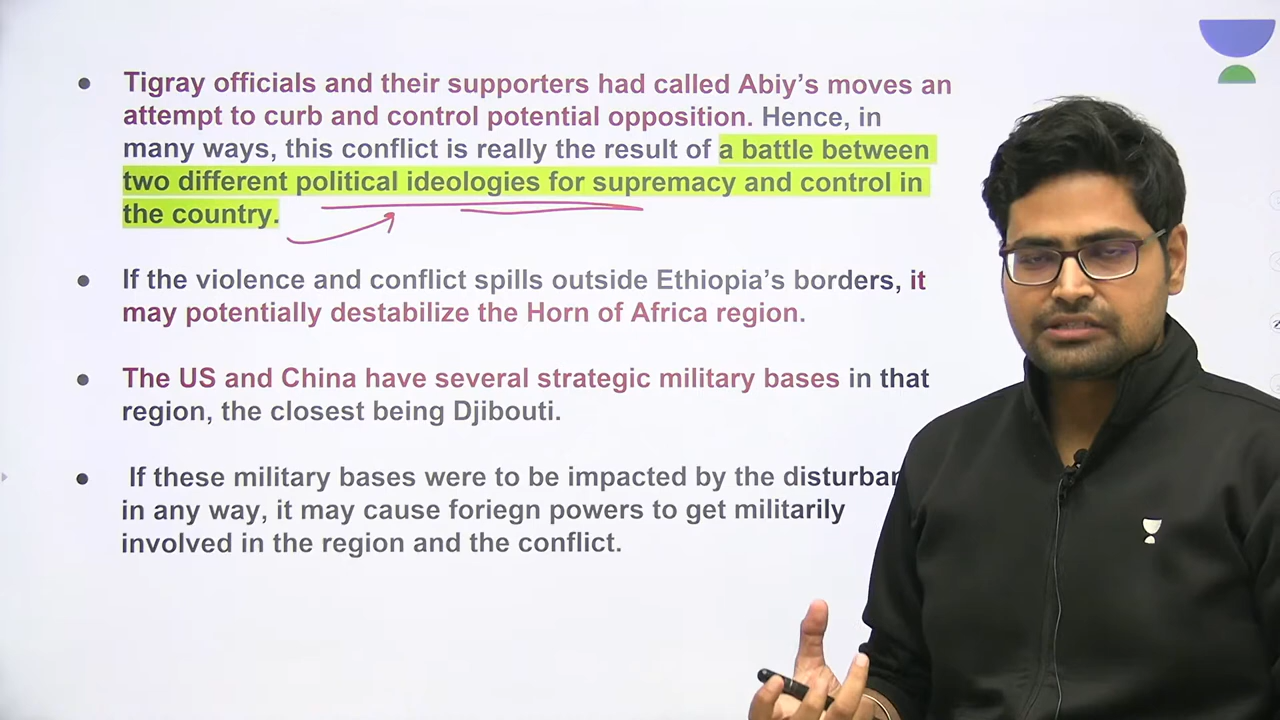 Tigray officials and their supporters had called Abiy’s moves an
attempt to curb and control potential opposition. Hence, in
many ways, this conflict is really the result of a battle between
two different political ideologies for supremacy and control in
the country.
If the violence and conflict spills outside Ethiopia’s borders, it
may potentially destabilize the Horn of Africa region.
The US and China have several strategic military bases in that
region, the closest being Djibouti.
If these military bases were to be impacted by the
in any way, it may cause foriegn powers to get militarily
involved in the region and the conflict.